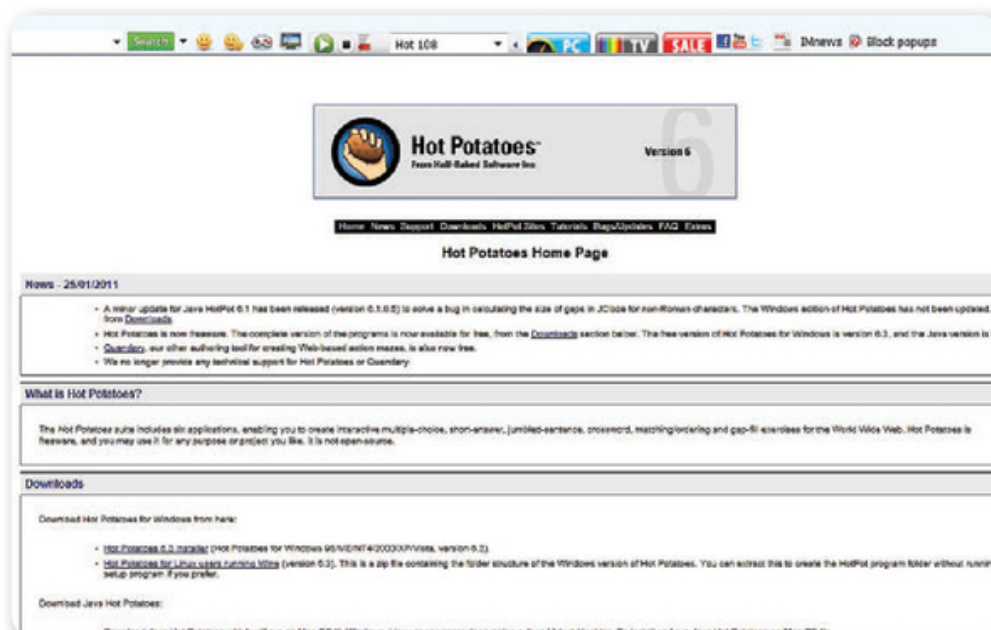 Search Hot 108 PC TV SALE IMnews Block popups
Hot Potatoes™
From Half-Baked Software Inc.
Version 6
6
Home News Support Downloads HotPot Sites Tutorials Bugs/Updates FAQ Extras
Hot Potatoes Home Page
News - 25/01/2011
• A minor update for Java HotPot 6.1 has been released (version 6.1.0.5) to solve a bug in calculating the size of gaps in JCloze for non-Roman characters. The Windows edition of Hot Potatoes has not been updated.
from Downloads.
• Hot Potatoes is now freeware. The complete version of the programs is now available for free, from the Downloads section below. The free version of Hot Potatoes for Windows is version 6.3, and the Java version is
• Quandary, our other authoring tool for creating Web-based action mazes, is also now free.
• We no longer provide any technical support for Hot Potatoes or Quandary.
What is Hot Potatoes?
The Hot Potatoes suite includes six applications, enabling you to create interactive multiple-choice, short-answer, jumbled-sentence, crossword, matching/ordering and gap-fill exercises for the World Wide Web. Hot Potatoes is
freeware, and you may use it for any purpose or project you like. It is not open-source.
Downloads
Download Hot Potatoes for Windows from here:
• Hot Potatoes 6.3 installer (Hot Potatoes for Windows 98/ME/NT4/2000/XP/Vista, version 6.3).
• Hot Potatoes for Linux users running Wine (version 6.3). This is a zip file containing the folder structure of the Windows version of Hot Potatoes. You can extract this to create the HotPot program folder without runnin
setup program if you prefer.
Download Java Hot Potatoes: